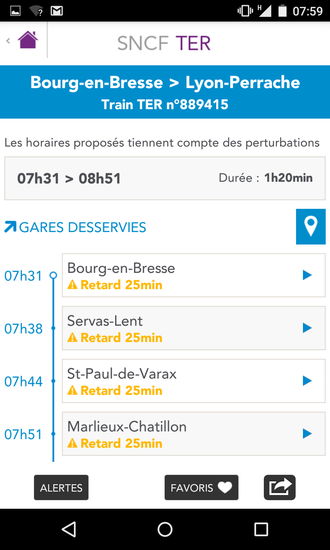 07:59
SNCF TER
Bourg-en-Bresse > Lyon-Perrache
Train TER n°889415
Les horaires proposés tiennent compte des perturbations
07h31 > 08h51 Durée : 1h20min
GARES DESSERVIES
07h31 Bourg-en-Bresse
Retard 25min
07h38 Servas-Lent
Retard 25min
07h44 St-Paul-de-Varax
Retard 25min
07h51 Marlieux-Chatillon
Retard 25min
ALERTES FAVORIS